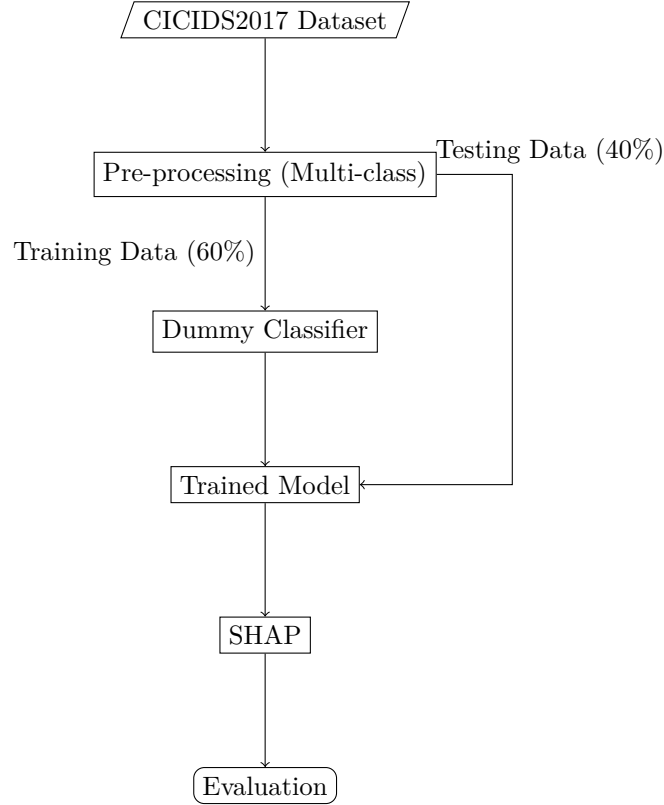 CICIDS2017 Dataset
Testing Data (40%)
Pre-processing (Multi-class)
Training Data (60%)
Dummy Classifier
Trained Model
SHAP
Evaluation